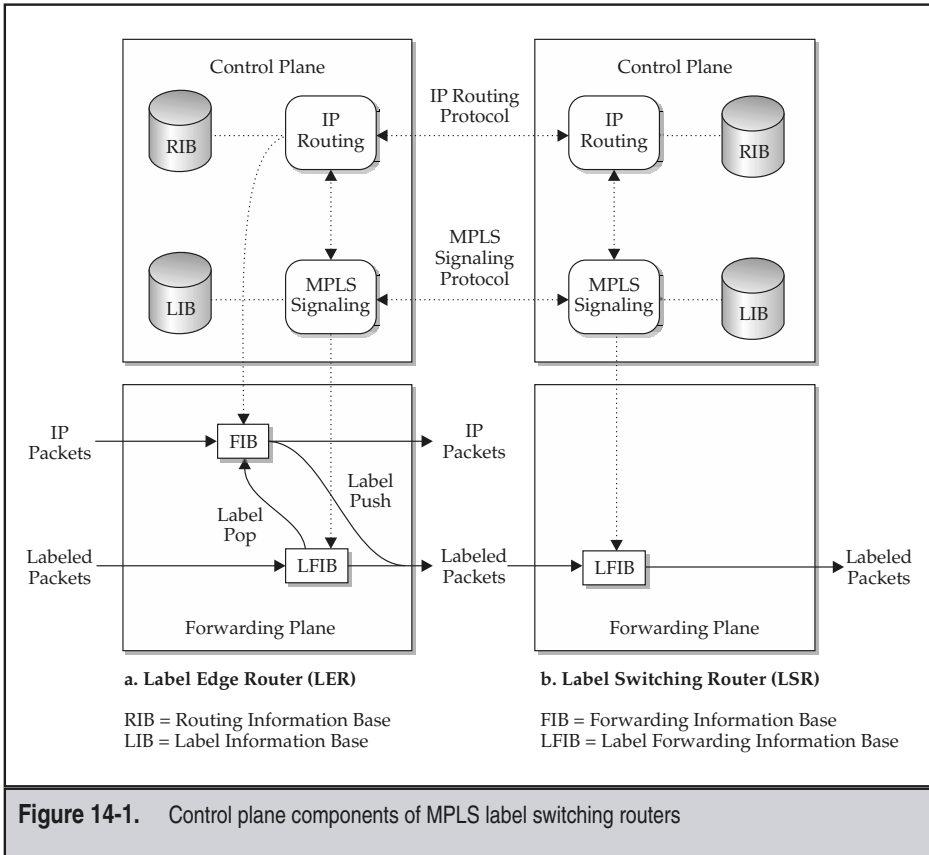 Control Plane
RIB
IP
Routing
LIB
MPLS
Signaling
IP Routing
Protocol
MPLS
Signaling
Protocol
Control Plane
IP
Routing
RIB
MPLS
Signaling
LIB
IP
Packets
FIB
IP
Packets
Label
Push
Label
Pop
Labeled
Packets
LFIB
Labeled
Packets
Forwarding Plane
LFIB
Labeled
Packets
Forwarding Plane
a. Label Edge Router (LER)
b. Label Switching Router (LSR)
RIB = Routing Information Base
LIB = Label Information Base
FIB = Forwarding Information Base
LFIB = Label Forwarding Information Base
Figure 14-1. Control plane components of MPLS label switching routers